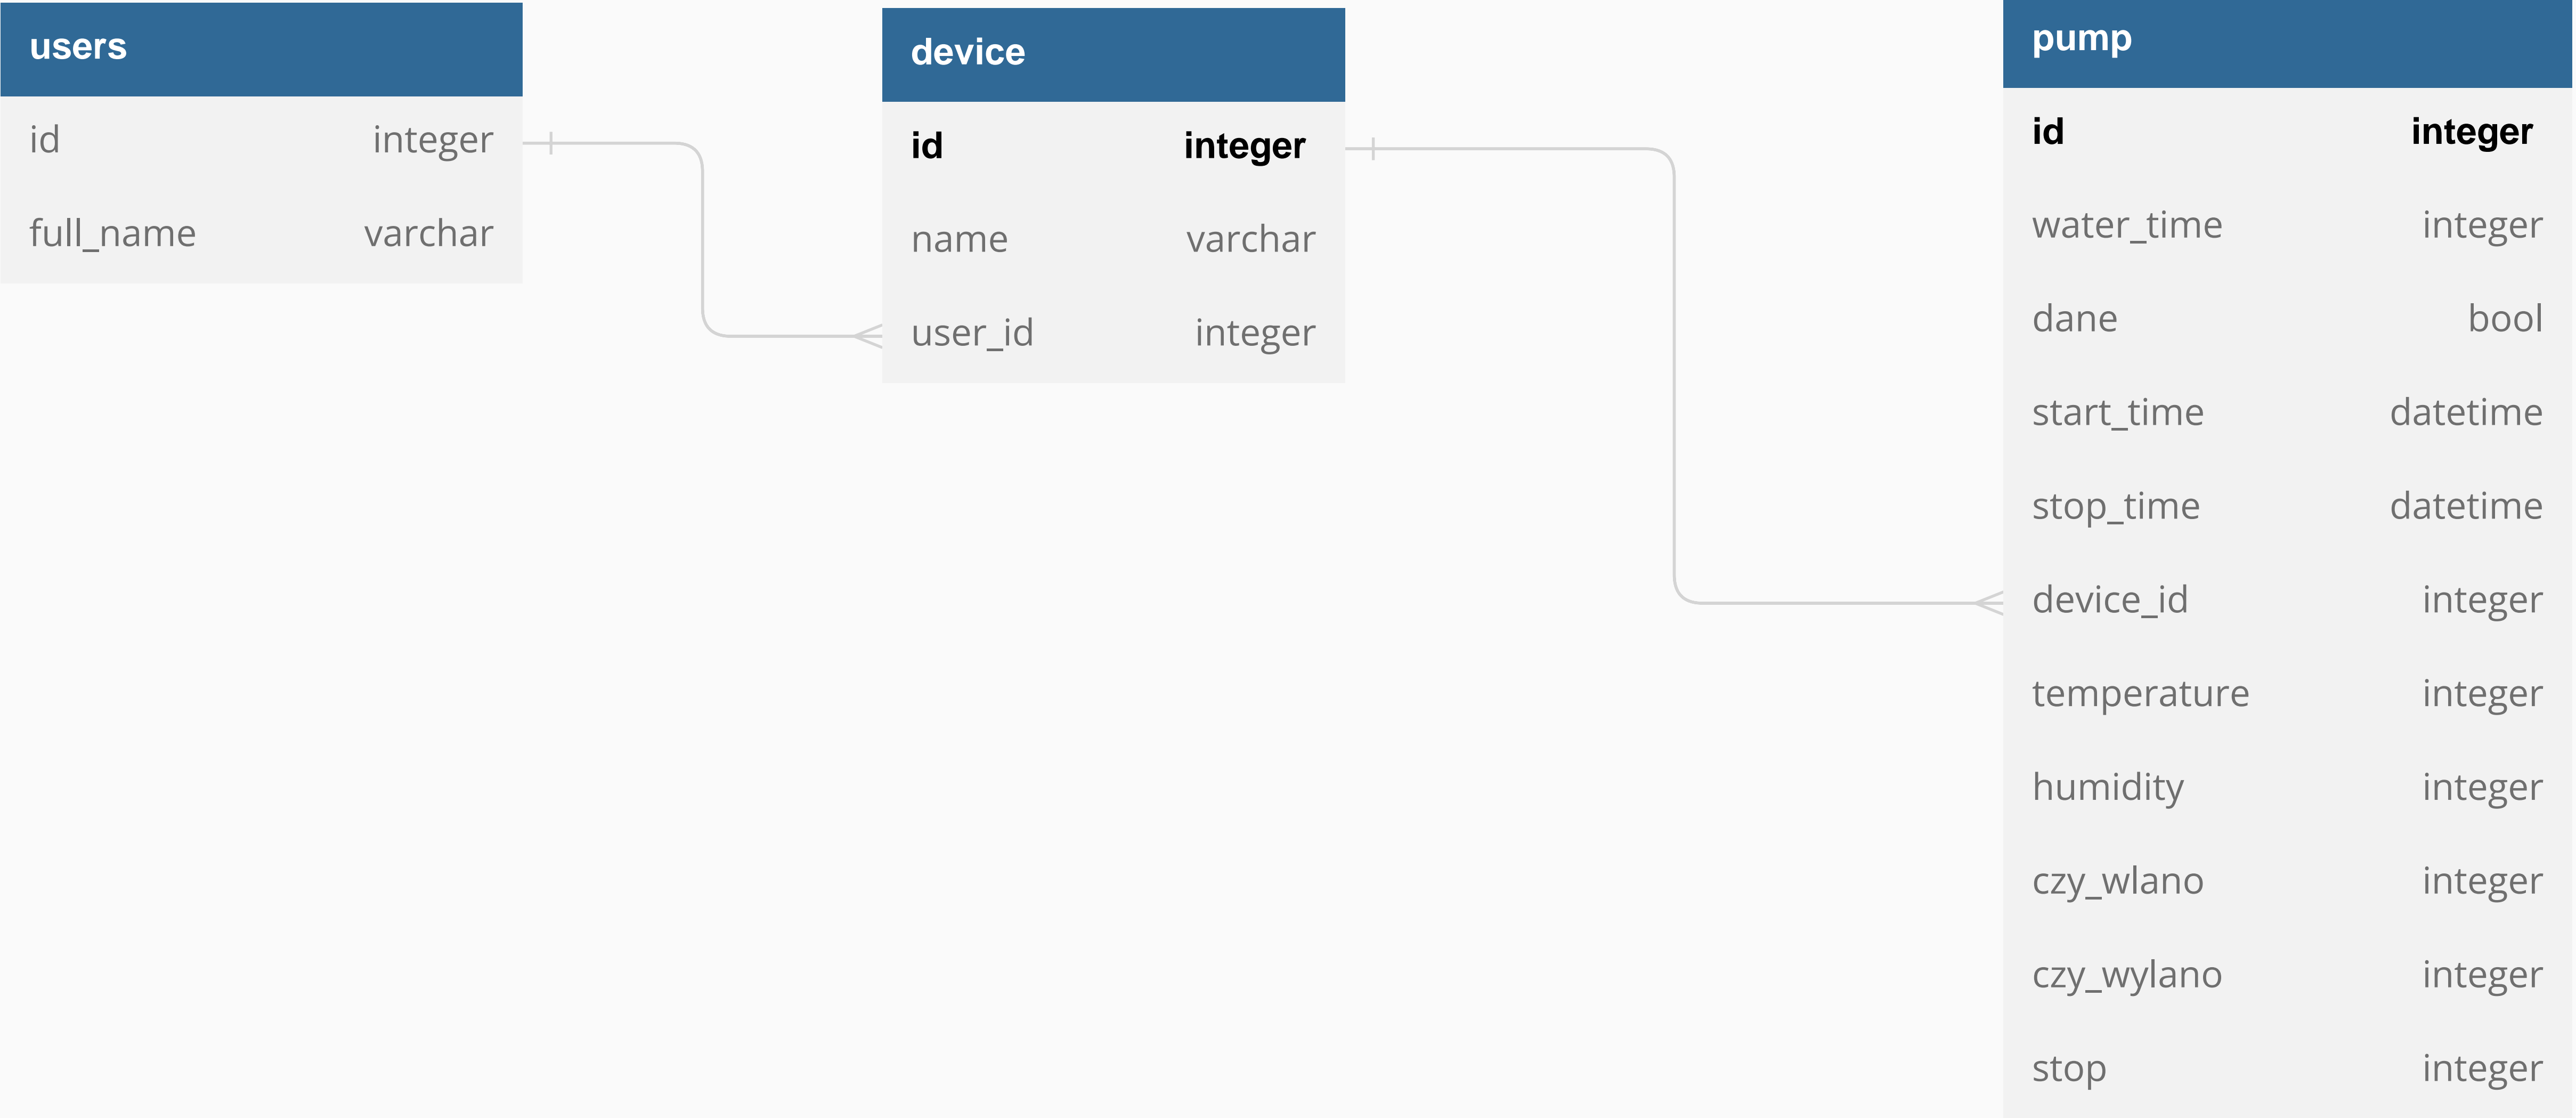 users
id integer
full_name varchar
device
id integer
name varchar
user_id integer
pump
id integer
water_time integer
dane bool
start_time datetime
stop_time datetime
device_id integer
temperature integer
humidity integer
czy_wlano integer
czy_wylano integer
stop integer